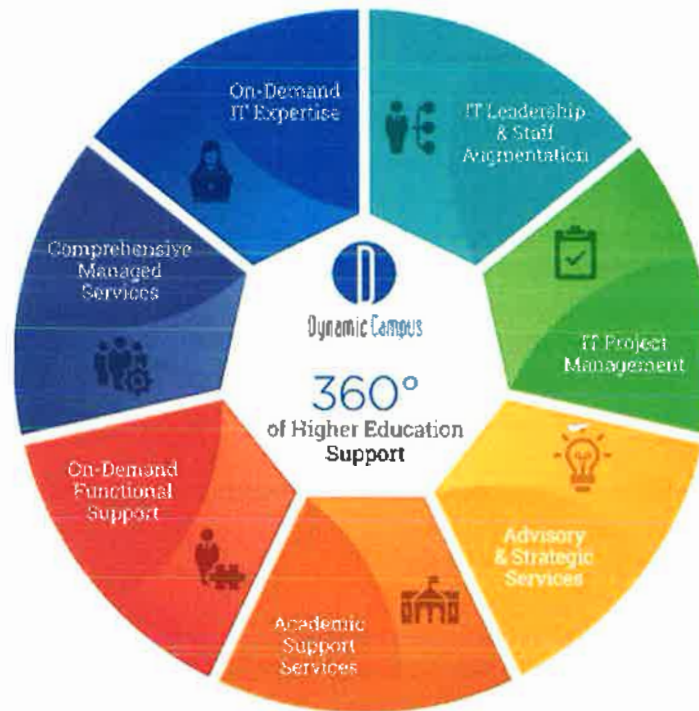 On-Demand
IT Expertise
IT Leadership
& Staff
Augmentation
IT Project
Management
Advisory
& Strategic
Services
Academic
Support
Services
On-Demand
Functional
Support
Comprehensive
Managed
Services
Dynamic Campus
360°
of Higher Education
Support